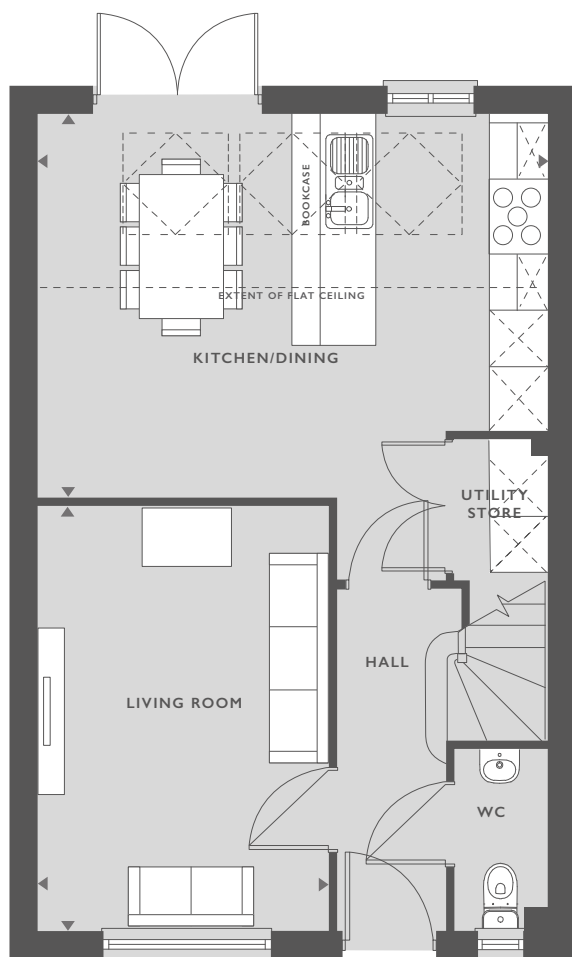 BOOKCASE
EXTENT OF FLAT CEILING
KITCHEN/DINING
UTILITY
STORE
HALL
LIVING ROOM
WC